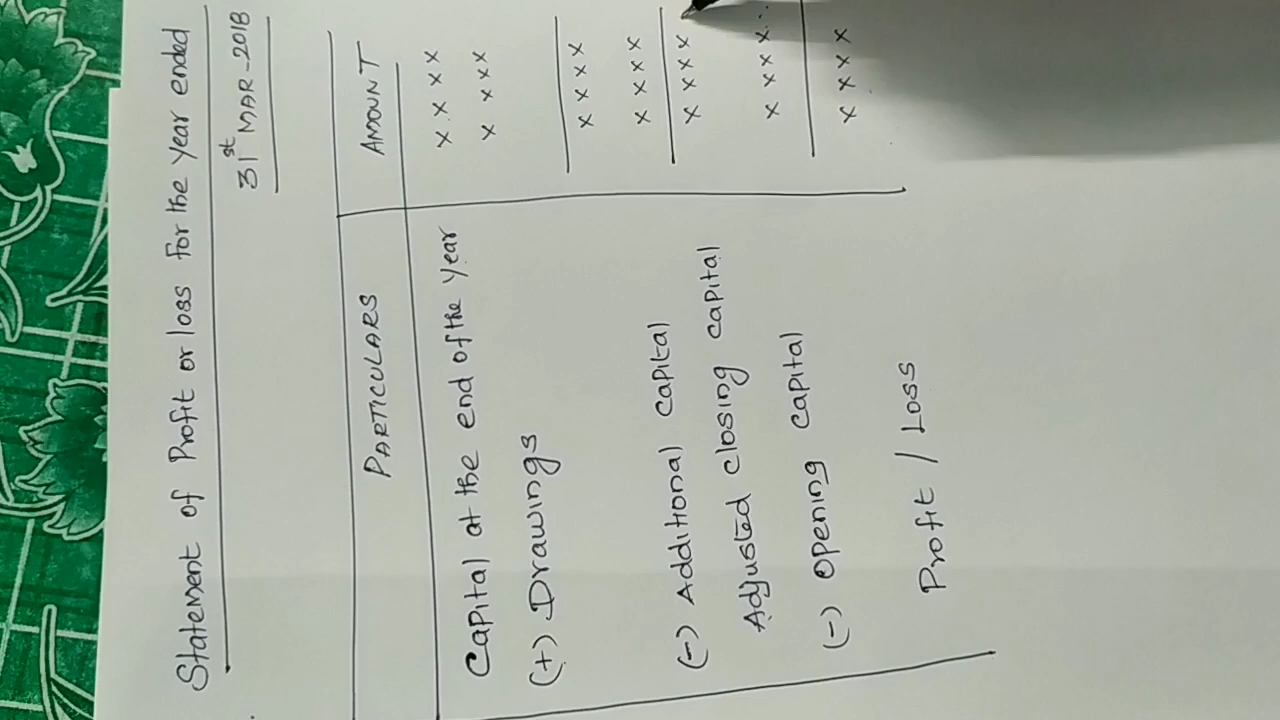 Statement of Profit or loss for the year ended
31st MAR-2018
PARTICULARS AMOUNT
Capital at the end of the year xxxx
(+) Drawings xxxx
xxxx
(-) Additional capital xxxx
Adjusted closing capital xxxx
(-) Opening capital xxxx..
Profit / Loss xxxx